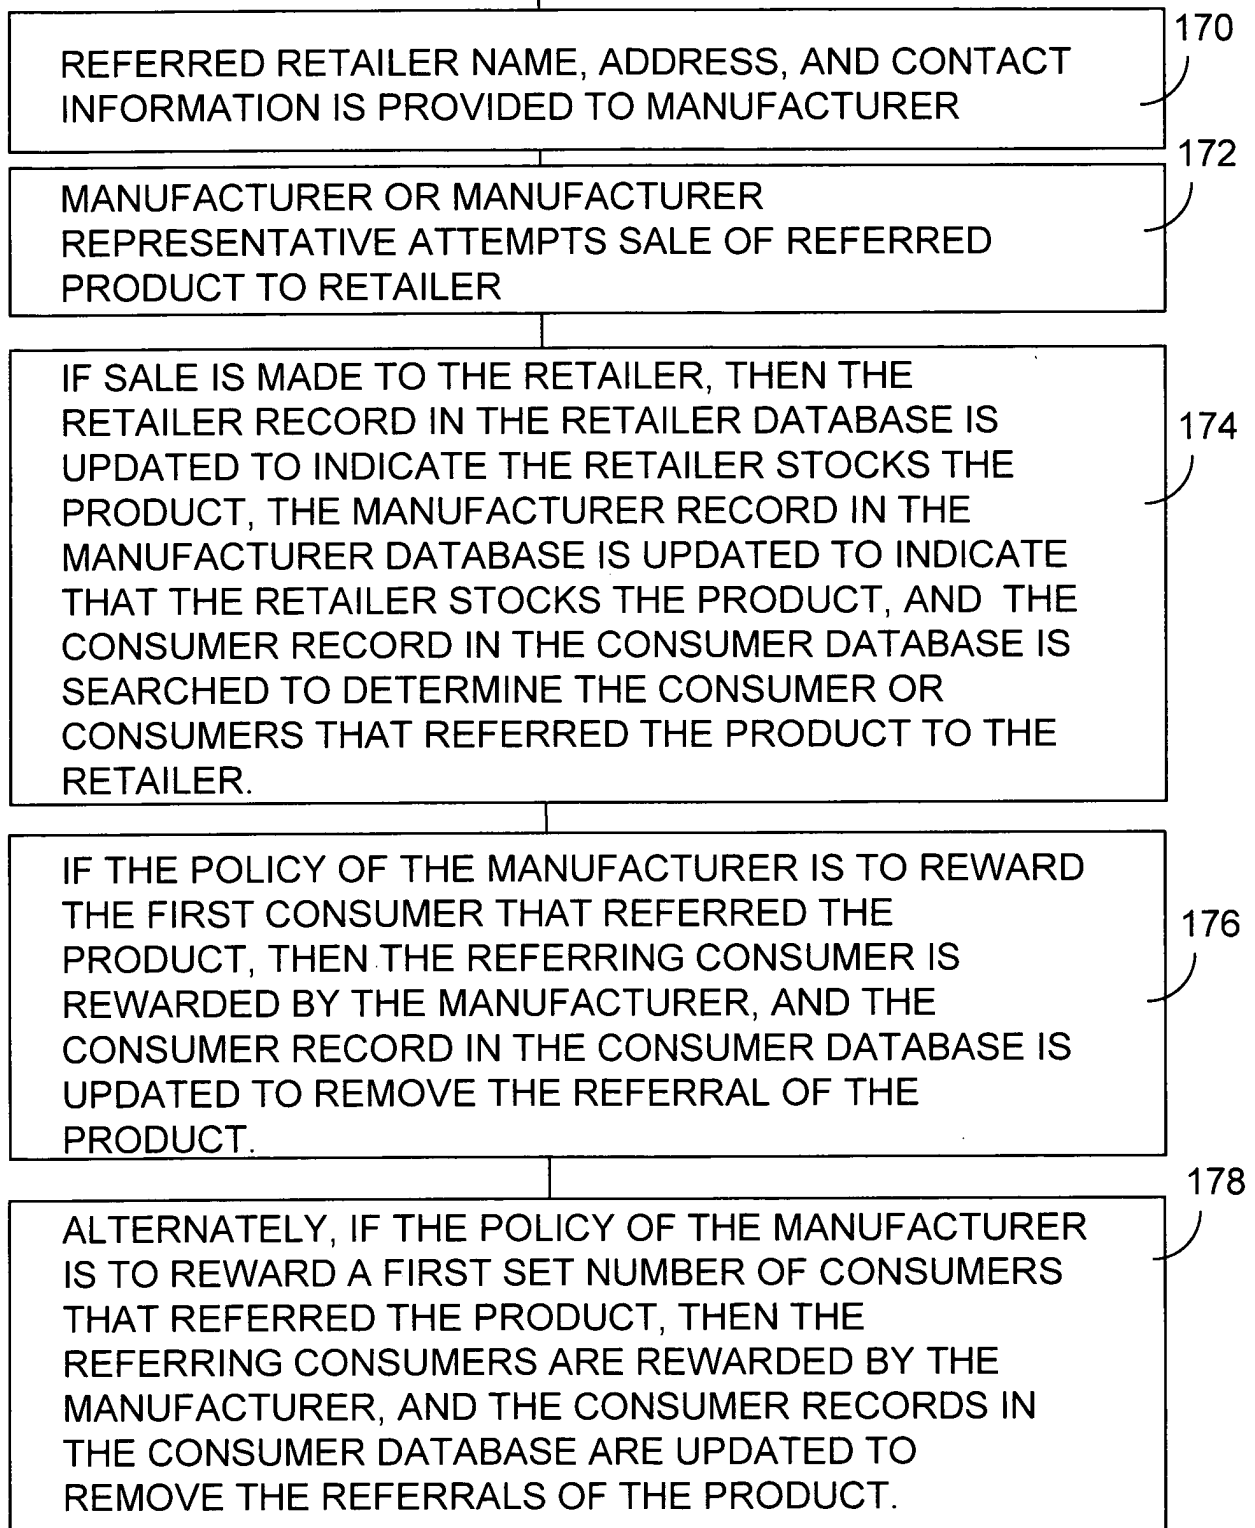 170
REFERRED RETAILER NAME, ADDRESS, AND CONTACT
INFORMATION IS PROVIDED TO MANUFACTURER
172
MANUFACTURER OR MANUFACTURER
REPRESENTATIVE ATTEMPTS SALE OF REFERRED
PRODUCT TO RETAILER
IF SALE IS MADE TO THE RETAILER, THEN THE
RETAILER RECORD IN THE RETAILER DATABASE IS
UPDATED TO INDICATE THE RETAILER STOCKS THE
PRODUCT, THE MANUFACTURER RECORD IN THE
MANUFACTURER DATABASE IS UPDATED TO INDICATE
THAT THE RETAILER STOCKS THE PRODUCT, AND THE
CONSUMER RECORD IN THE CONSUMER DATABASE IS
SEARCHED TO DETERMINE THE CONSUMER OR
CONSUMERS THAT REFERRED THE PRODUCT TO THE
RETAILER.
174
IF THE POLICY OF THE MANUFACTURER IS TO REWARD
THE FIRST CONSUMER THAT REFERRED THE
PRODUCT, THEN THE REFERRING CONSUMER IS
REWARDED BY THE MANUFACTURER, AND THE
CONSUMER RECORD IN THE CONSUMER DATABASE IS
UPDATED TO REMOVE THE REFERRAL OF THE
PRODUCT.
176
178
ALTERNATELY, IF THE POLICY OF THE MANUFACTURER
IS TO REWARD A FIRST SET NUMBER OF CONSUMERS
THAT REFERRED THE PRODUCT, THEN THE
REFERRING CONSUMERS ARE REWARDED BY THE
MANUFACTURER, AND THE CONSUMER RECORDS IN
THE CONSUMER DATABASE ARE UPDATED TO
REMOVE THE REFERRALS OF THE PRODUCT.